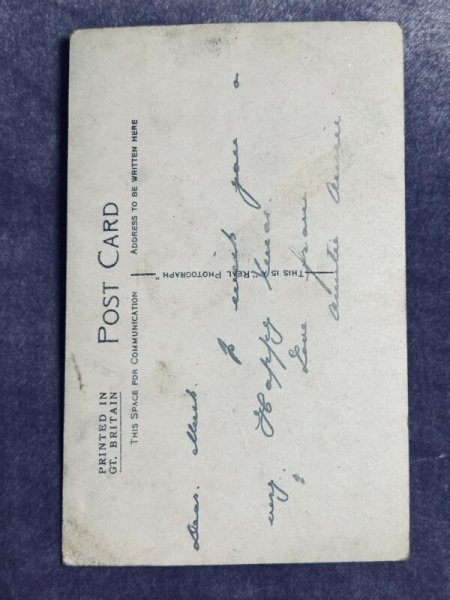 PRINTED IN
GT. BRITAIN
POST CARD
THIS SPACE FOR COMMUNICATION
ADDRESS TO BE WRITTEN HERE
THIS IS A "REAL PHOTOGRAPH"
Dear.
To wish you a
very, Happy Xmas.
Love from
Auntie Annie